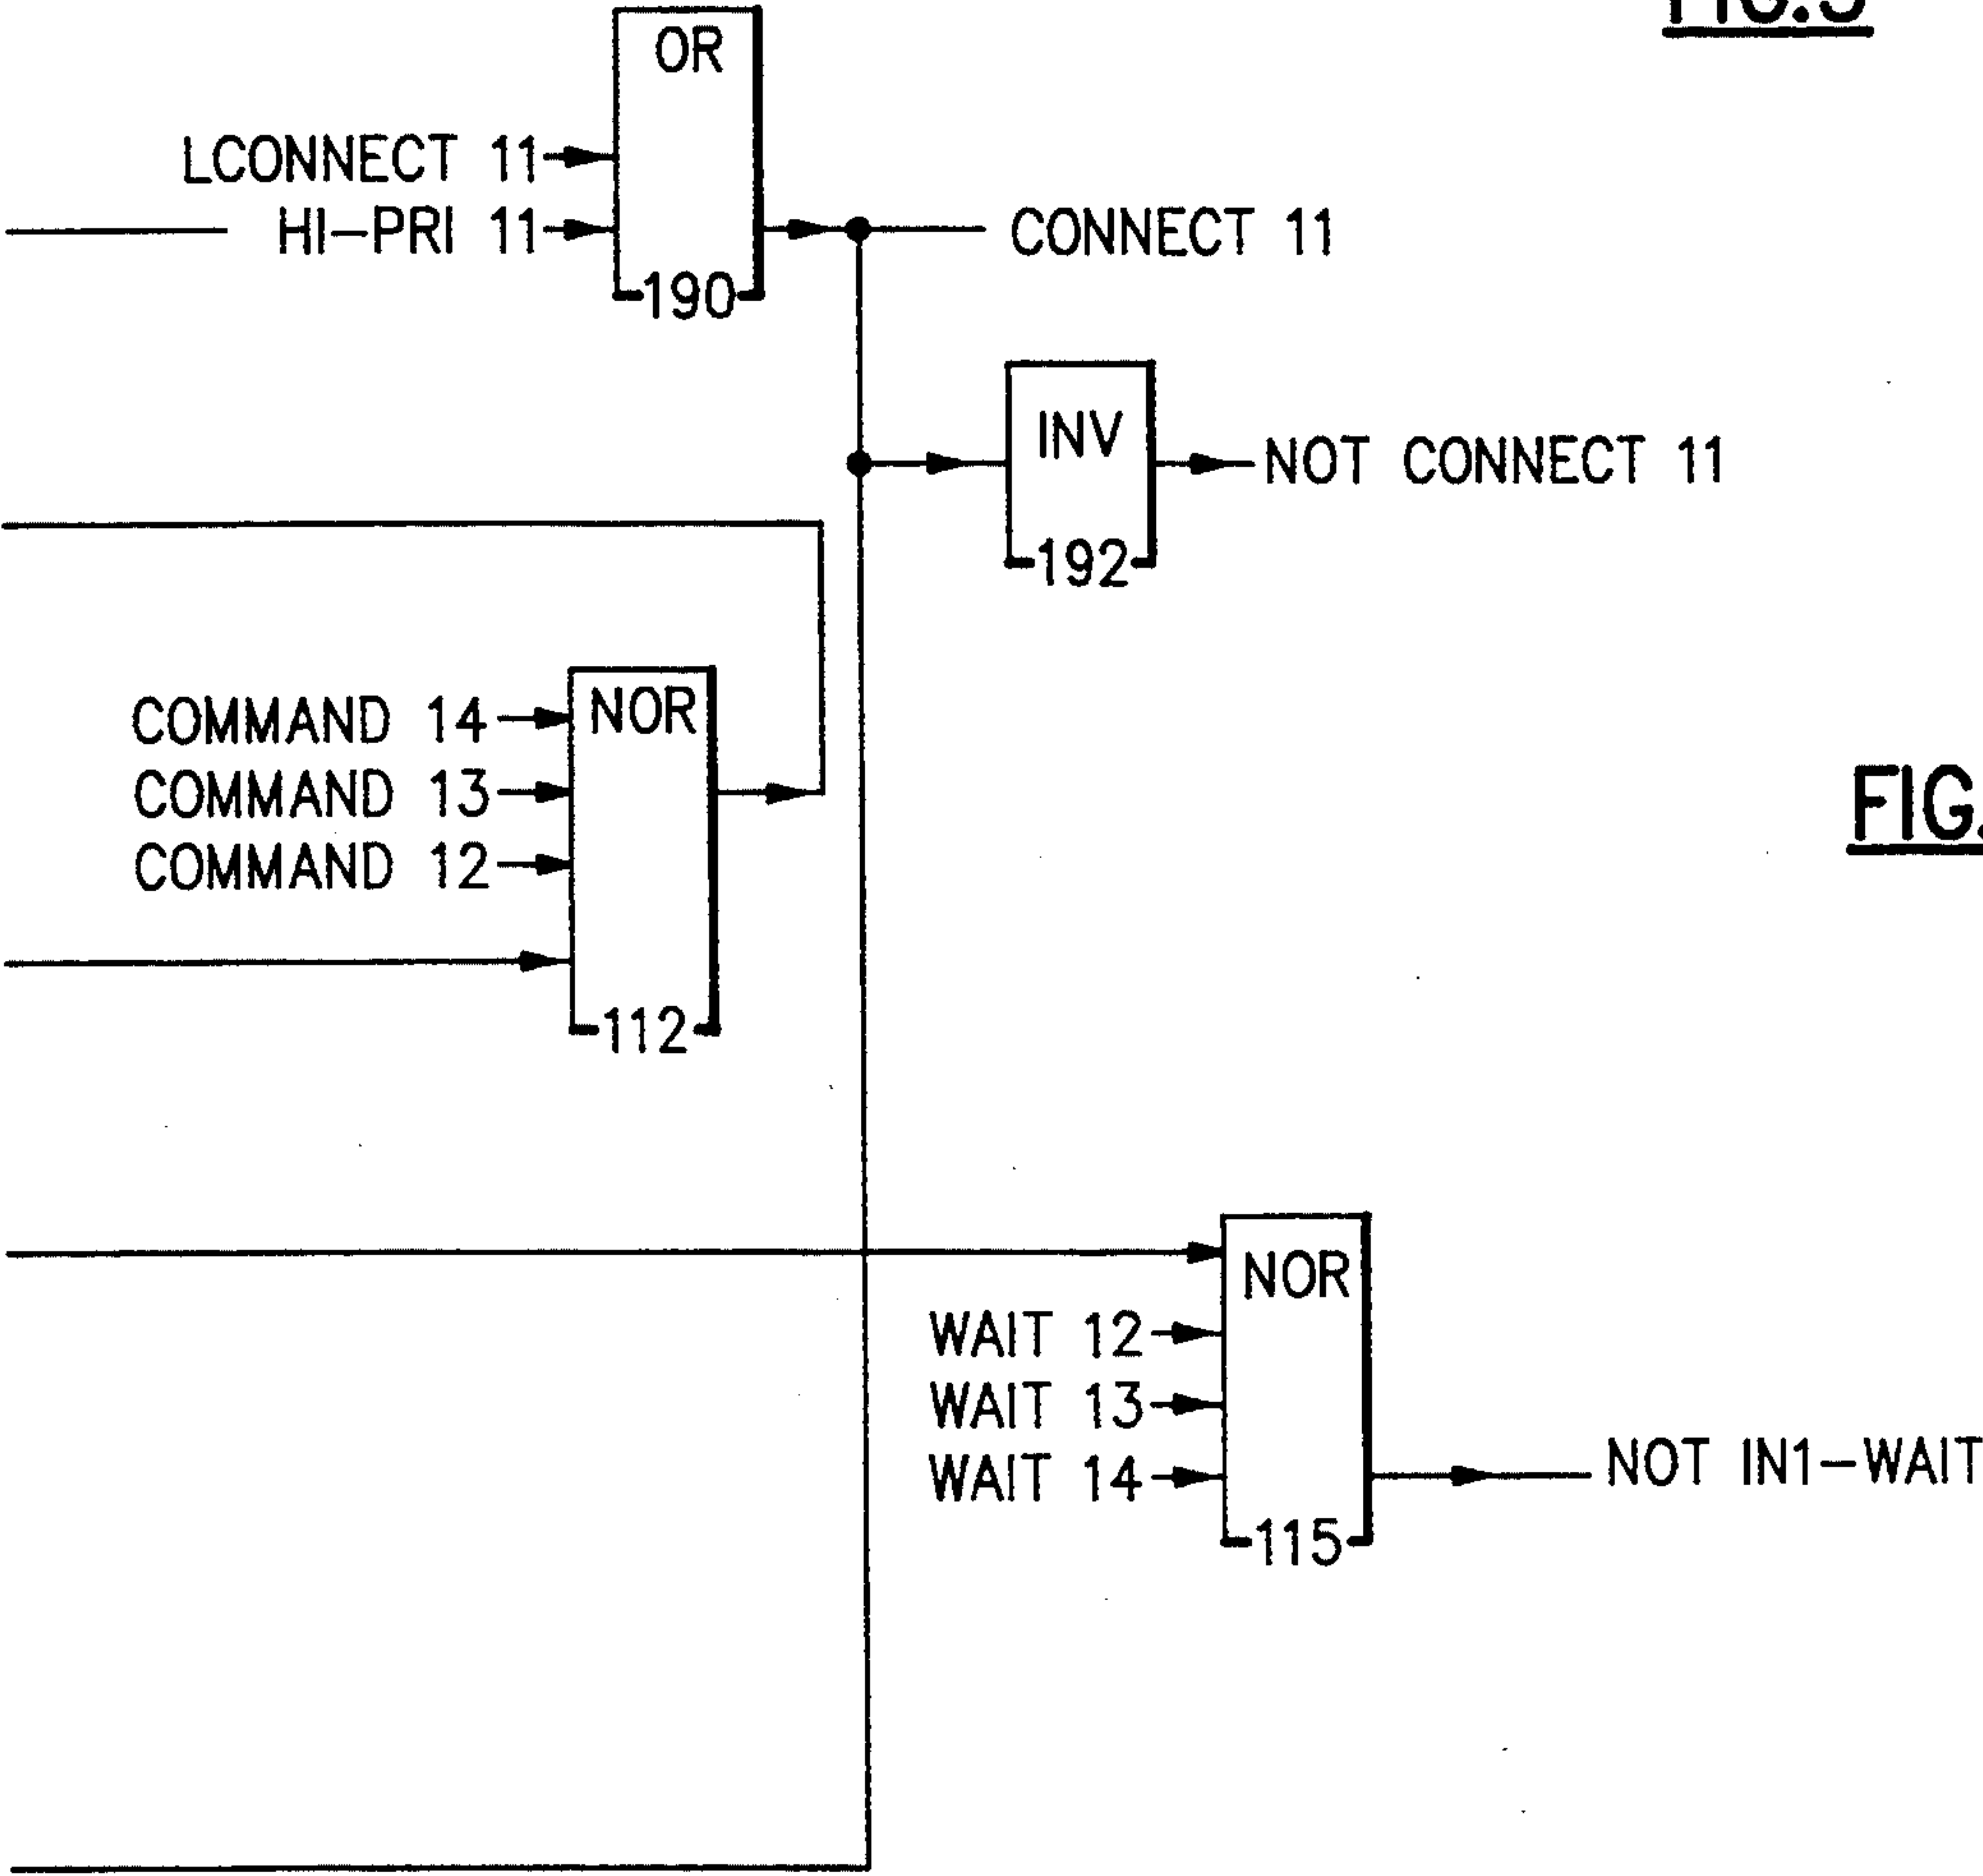 OR
LCONNECT 11
HI-PRI 11
CONNECT 11
190
INV
NOT CONNECT 11
192
COMMAND 14
NOR
COMMAND 13
COMMAND 12
FIG.
112
NOR
WAIT 12
WAIT 13
WAIT 14
NOT IN1-WAIT
115